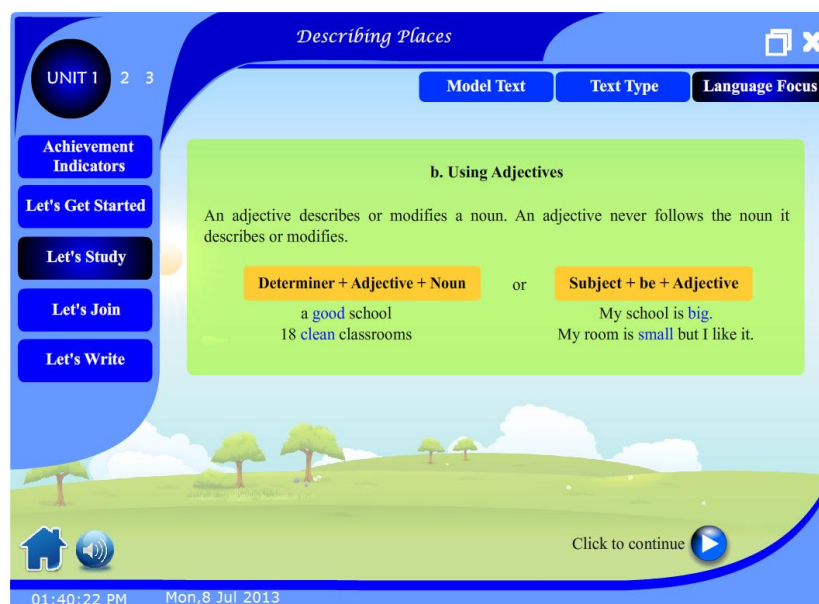 Describing Places
UNIT 1 2 3
Model Text
Text Type
Language Focus
Achievement
Indicators
Let's Get Started
Let's Study
Let's Join
Let's Write
b. Using Adjectives
An adjective describes or modifies a noun. An adjective never follows the noun it
describes or modifies.
Determiner + Adjective + Noun or Subject + be + Adjective
a good school
18 clean classrooms
My school is big.
My room is small but I like it.
Click to continue
01:40:22 PM Mon,8 Jul 2013